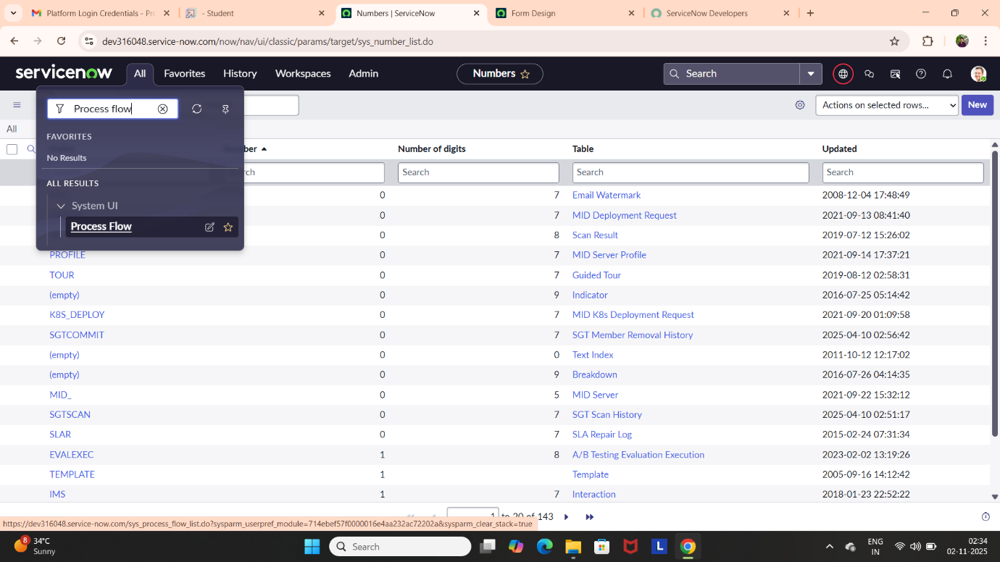 Platform Login Credentials - Pro
- Student
Numbers | ServiceNow
Form Design
ServiceNow Developers
dev316048.service-now.com/now/nav/ui/classic/params/target/sys_number_list.do
servicenow
All
Favorites
History
Workspaces
Admin
Numbers
Search
Process flow
Actions on selected rows...
New
All
FAVORITES
No Results
ALL RESULTS
System UI
Process Flow
ber
Number of digits
Table
Updated
rch
Search
Search
Search
0 7 Email Watermark 2008-12-04 17:48:49
0 7 MID Deployment Request 2021-09-13 08:41:40
0 8 Scan Result 2019-07-12 15:26:02
PROFILE 0 7 MID Server Profile 2021-09-14 17:37:21
TOUR 0 7 Guided Tour 2019-08-12 02:58:31
(empty) 0 9 Indicator 2016-07-25 05:14:42
K8S_DEPLOY 0 7 MID K8s Deployment Request 2021-09-20 01:09:58
SGTCOMMIT 0 7 SGT Member Removal History 2025-04-10 02:56:42
(empty) 0 0 Text Index 2011-10-12 12:17:02
(empty) 0 9 Breakdown 2016-07-26 04:14:35
MID_ 0 5 MID Server 2021-09-22 15:32:12
SGTSCAN 0 7 SGT Scan History 2025-04-10 02:51:17
SLAR 0 7 SLA Repair Log 2015-02-24 07:31:34
EVALEXEC 1 8 A/B Testing Evaluation Execution 2023-02-02 13:19:26
TEMPLATE 1 Template 2005-09-16 14:12:42
IMS 1 7 Interaction 2018-01-23 22:52:22
1 to 20 of 143
https://dev316048.service-now.com/sys_process_flow_list.do?sysparm_userpref_module=714ebef57f0000016e4aa232ac72202a&sysparm_clear_stack=true
8
34°C
Sunny
Search
L
ENG
IN
02:34
02-11-2025